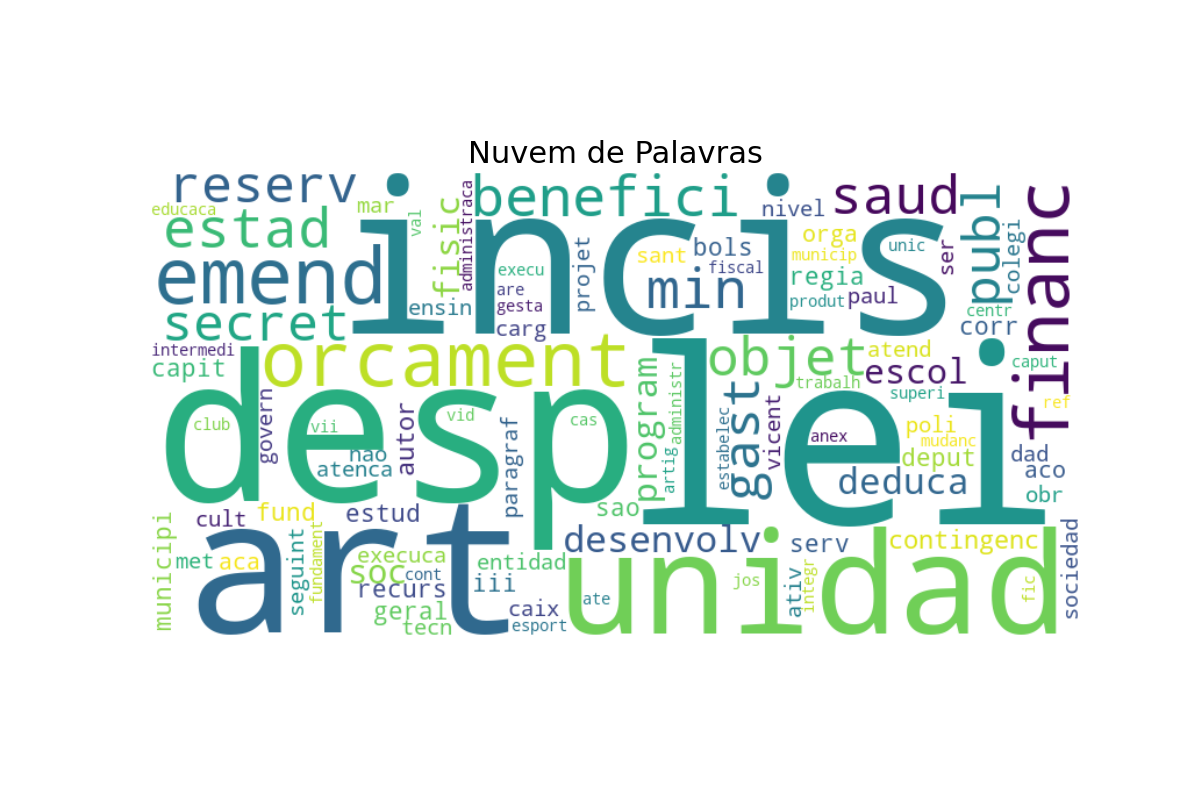 Nuvem de Palavras
reserv
incis
benefici
saud
financ
publ
educaca
estad
mar
val
fisic
administraca
nivel
colegi
emend
execu
are
gesta
projet
sant
bols
fiscal
orga
municip
unic
ser
min
regia
produt
paul
secret
ensin
carg
centr
corr
intermedi
capit
orcament
objet
atend
escol
trabalh
superi
caput
ref
desp
lei
govern
club
vii
nao
atenca
autor
vid
paragraf
cas
program
administr
artig
estabelec
gast
vicent
anex
poli
mudanc
deput
deduca
dad
aco
obr
sao
art
unidad
municipi
cult
fund
estud
met
aca
seguint
fundament
execuca
soc
cont
recurs
geral
tecn
entidad
iii
caix
esport
desenvolv
serv
contingenc
ate
jos
ativ
integr
fic
sociedad